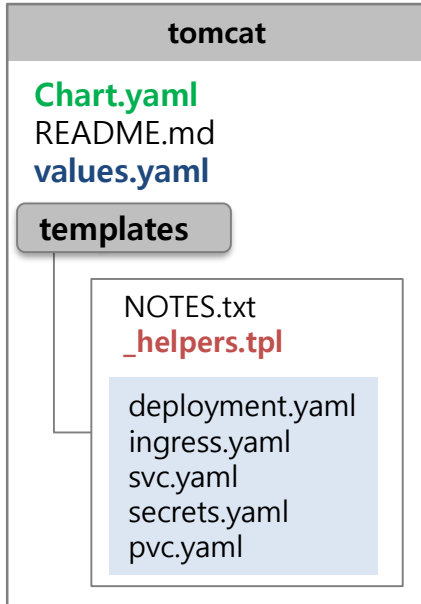 tomcat
Chart.yaml
README.md
values.yaml
templates
NOTES.txt
_helpers.tpl
deployment.yaml
ingress.yaml
svc.yaml
secrets.yaml
pvc.yaml